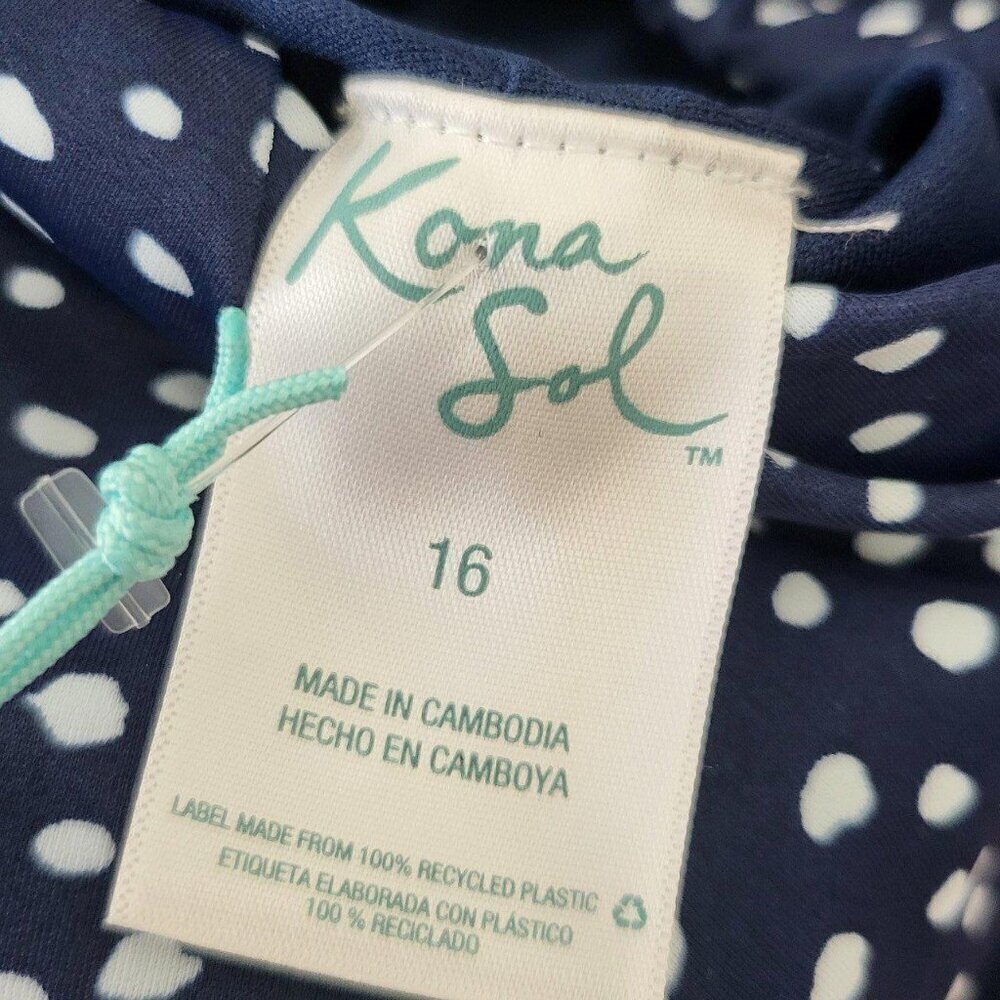 Kona
Sol
TM
16
MADE IN CAMBODIA
HECHO EN CAMBOYA
LABEL MADE FROM 100% RECYCLED PLASTIC
ETIQUETA ELABORADA CON PLÁSTICO
100 % RECICLADO